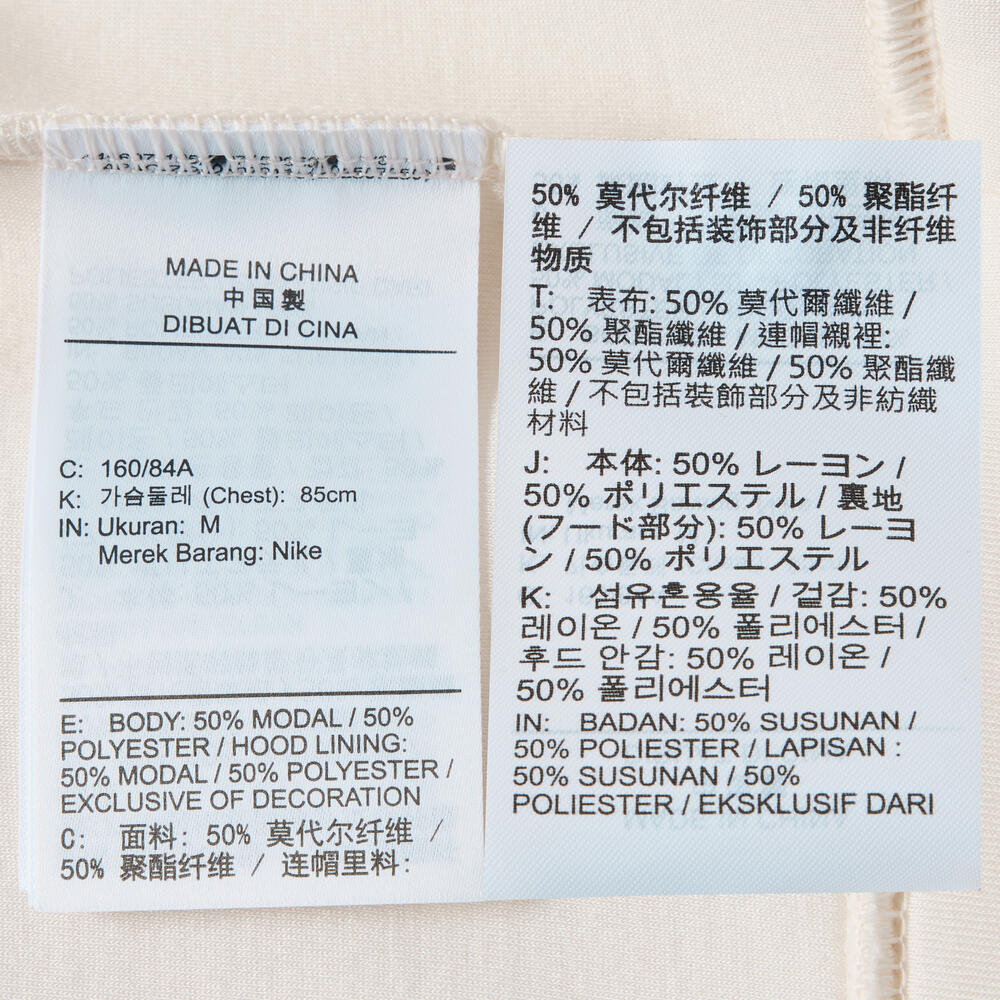 MADE IN CHINA
中国製
DIBUAT DI CINA
C: 160/84A
K: 가슴둘레 (Chest): 85cm
IN: Ukuran: M
Merek Barang: Nike
E: BODY: 50% MODAL / 50%
POLYESTER / HOOD LINING:
50% MODAL / 50% POLYESTER /
EXCLUSIVE OF DECORATION
C: 面料: 50% 莫代尔纤维 /
50% 聚酯纤维 / 连帽里料:
50% 莫代尔纤维 / 50% 聚酯纤
维 / 不包括装饰部分及非纤维
物质
T: 表布: 50% 莫代爾纖維 /
50% 聚酯纖維 / 連帽襯裡:
50% 莫代爾纖維 / 50% 聚酯纖
維 / 不包括裝飾部分及非紡織
材料
J: 本体: 50% レーヨン /
50% ポリエステル / 裏地
(フード部分): 50% レーヨ
ン / 50% ポリエステル
K: 섬유혼용율 / 겉감: 50%
레이온 / 50% 폴리에스터 /
후드 안감: 50% 레이온 /
50% 폴리에스터
IN: BADAN: 50% SUSUNAN /
50% POLIESTER / LAPISAN :
50% SUSUNAN / 50%
POLIESTER / EKSKLUSIF DARI